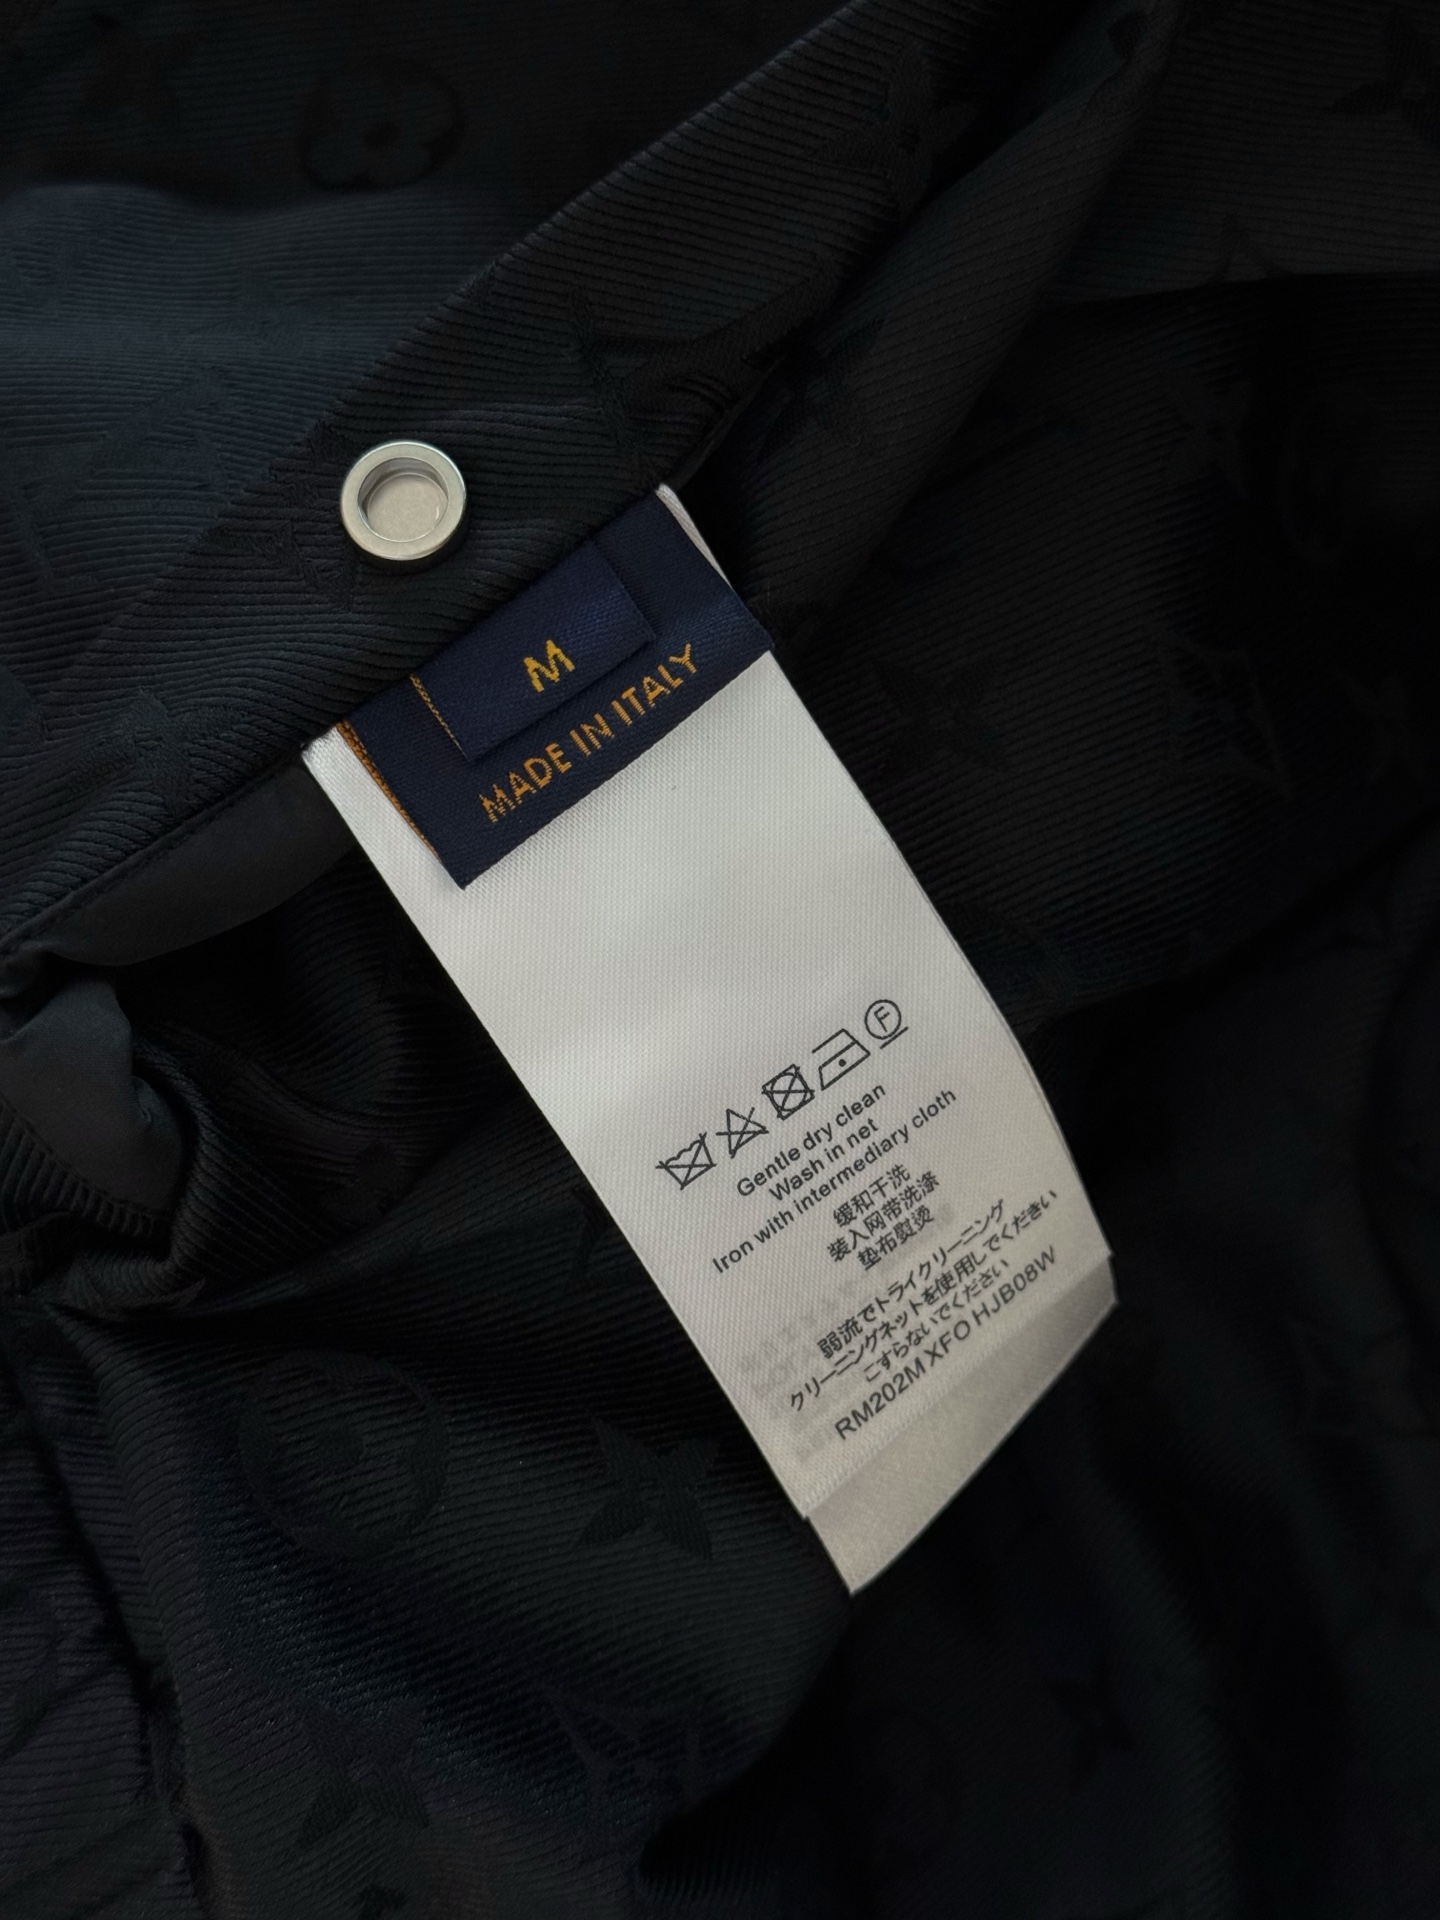 M
MADE IN ITALY
F
Gentle dry clean
Wash in net
Iron with intermediary cloth
缓和干洗
装入网带洗涤
垫布熨烫
弱流でトライクリーニング
クリーニングネットを使用してください
こすらないでください
RM202M XFO HJB08W